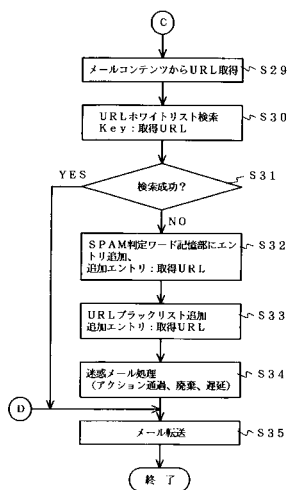 C
メールコンテンツからURL取得
S29
URLホワイトリスト検索
Key:取得URL
S30
S31
YES
検索成功?
NO
SPAM判定ワード記憶部にエン
トリ追加、
追加エントリ:取得URL
S32
URLブラックリスト追加
追加エントリ:取得URL
S33
迷惑メール処理
(アクション通過、廃棄、遅延)
S34
D
メール転送
S35
終了